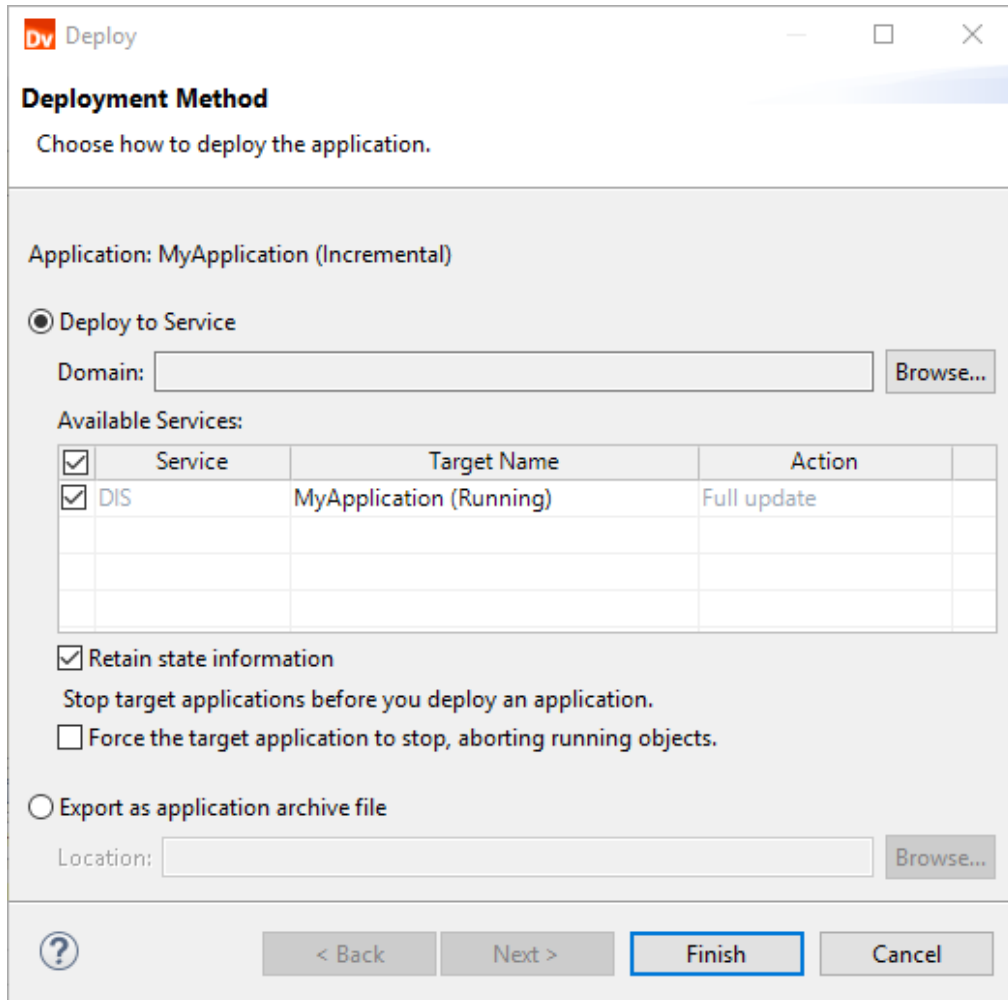 Dv Deploy
Deployment Method
Choose how to deploy the application.
Application: MyApplication (Incremental)
Deploy to Service
Domain: Browse...
Available Services:
Service Target Name Action
DIS MyApplication (Running) Full update
Retain state information
Stop target applications before you deploy an application.
Force the target application to stop, aborting running objects.
Export as application archive file
Location: Browse...
? < Back Next > Finish Cancel